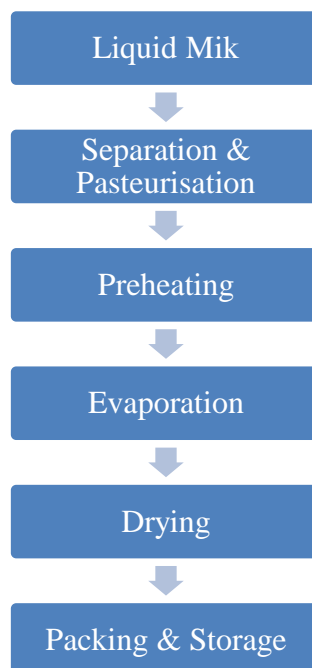 Liquid Mik
Separation &
Pasteurisation
Preheating
Evaporation
Drying
Packing & Storage